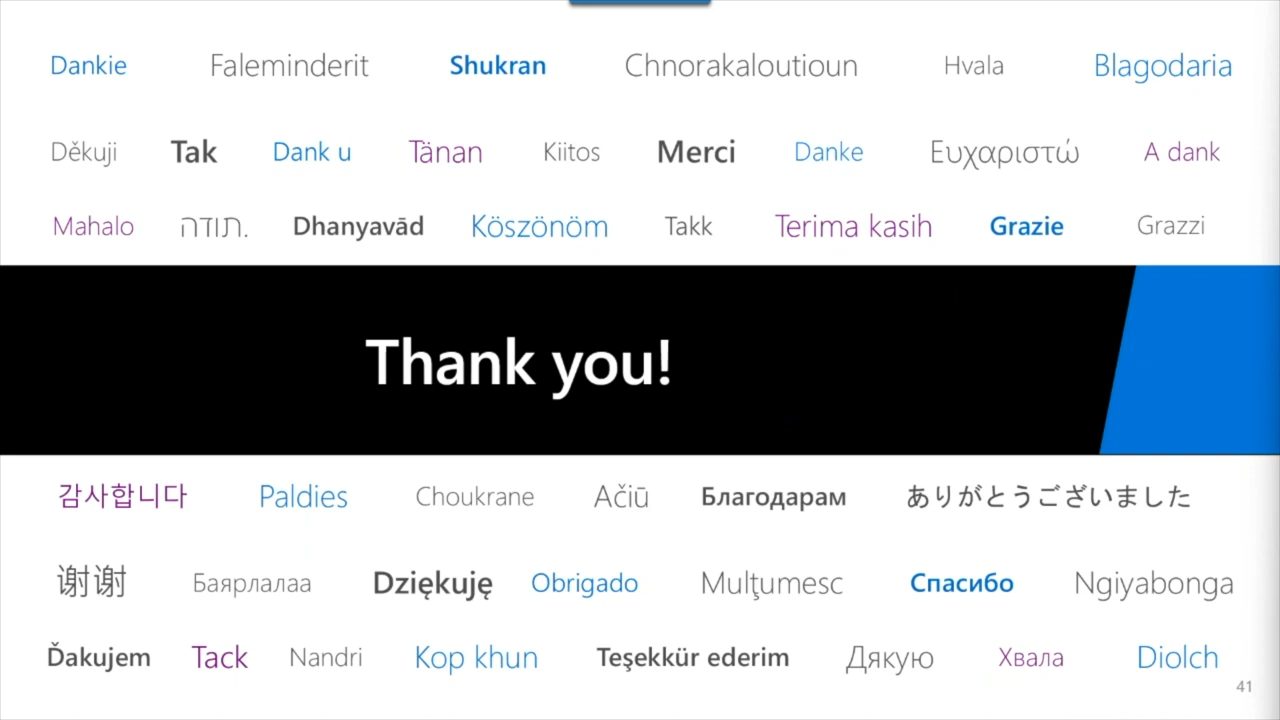 Dankie Faleminderit Shukran Chnorakaloutioun Hvala Blagodaria
Děkuji Tak Dank u Tänan Kiitos Merci Danke Ευχαριστώ A dank
Mahalo תודה. Dhanyavād Köszönöm Takk Terima kasih Grazie Grazzi
Thank you!
감사합니다 Paldies Choukrane Ačiū Благодарам ありがとうございました
谢谢 Баярлалаа Dziękuję Obrigado Mulţumesc Спасибо Ngiyabonga
Ďakujem Tack Nandri Kop khun Teşekkür ederim Дякую Хвала Diolch
41